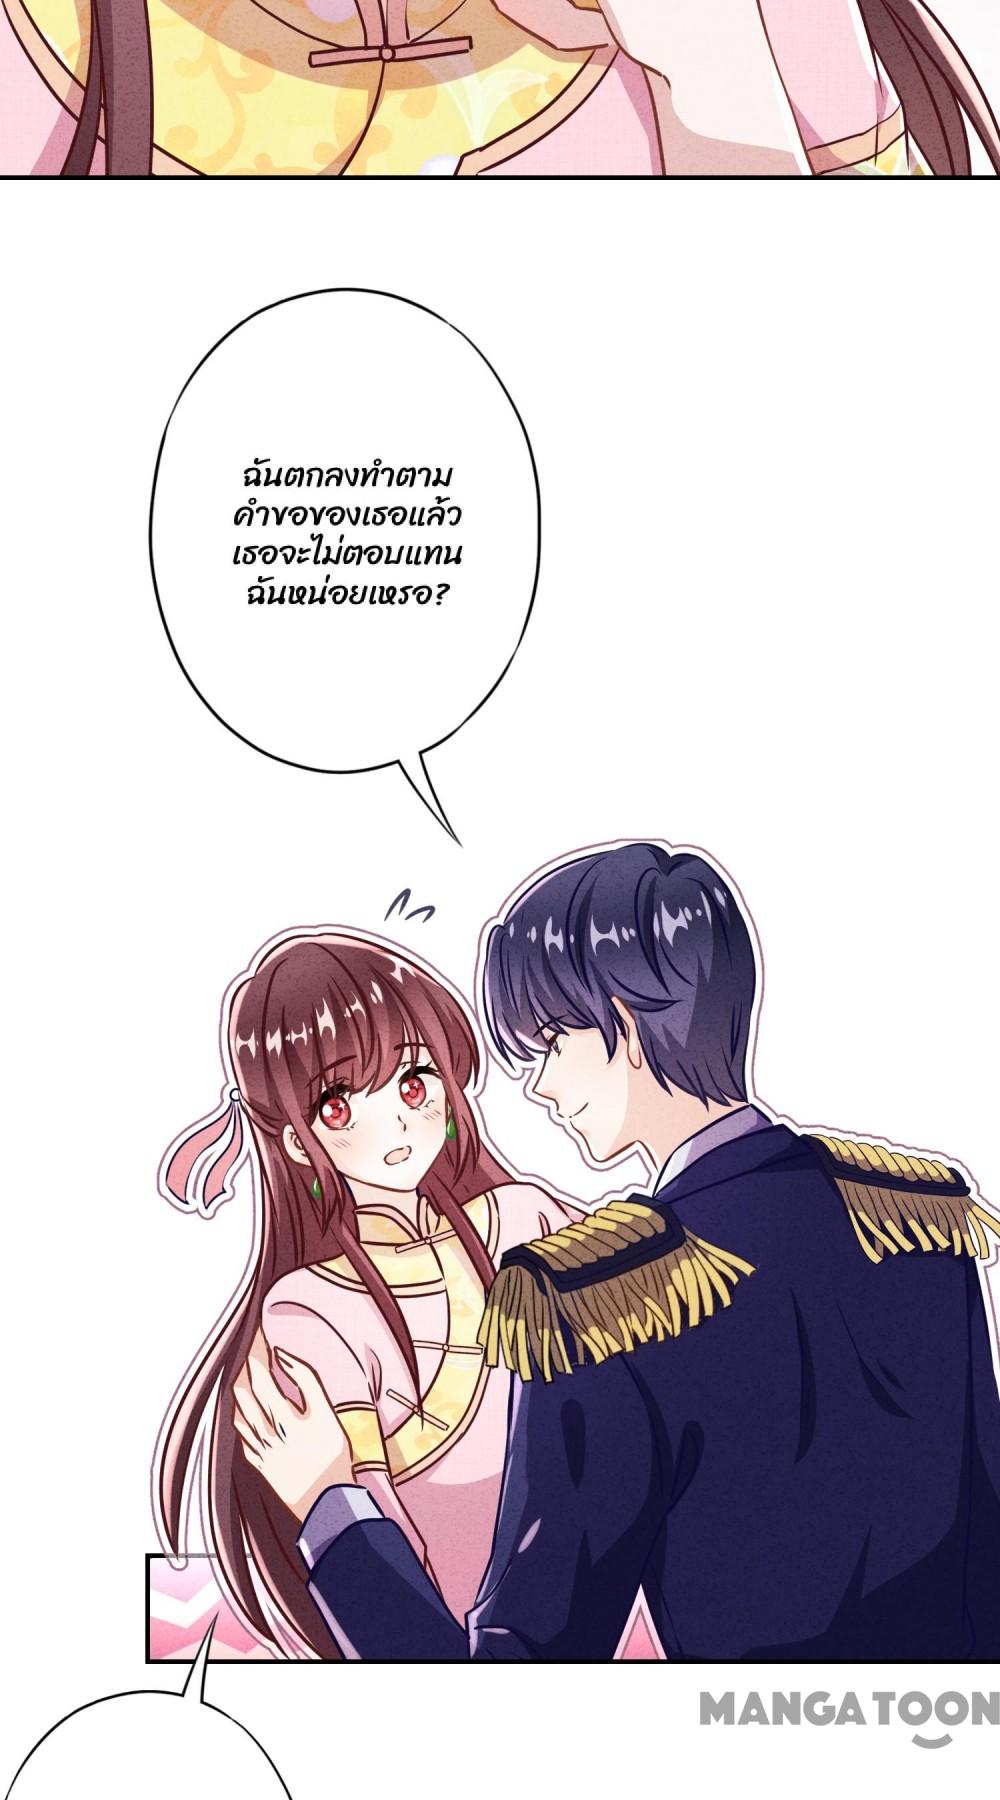 ฉันตกลงทำตาม
คำขอของเธอแล้ว
เธอจะไม่ตอบแทน
ฉันหน่อยเหรอ?
MANGATOON